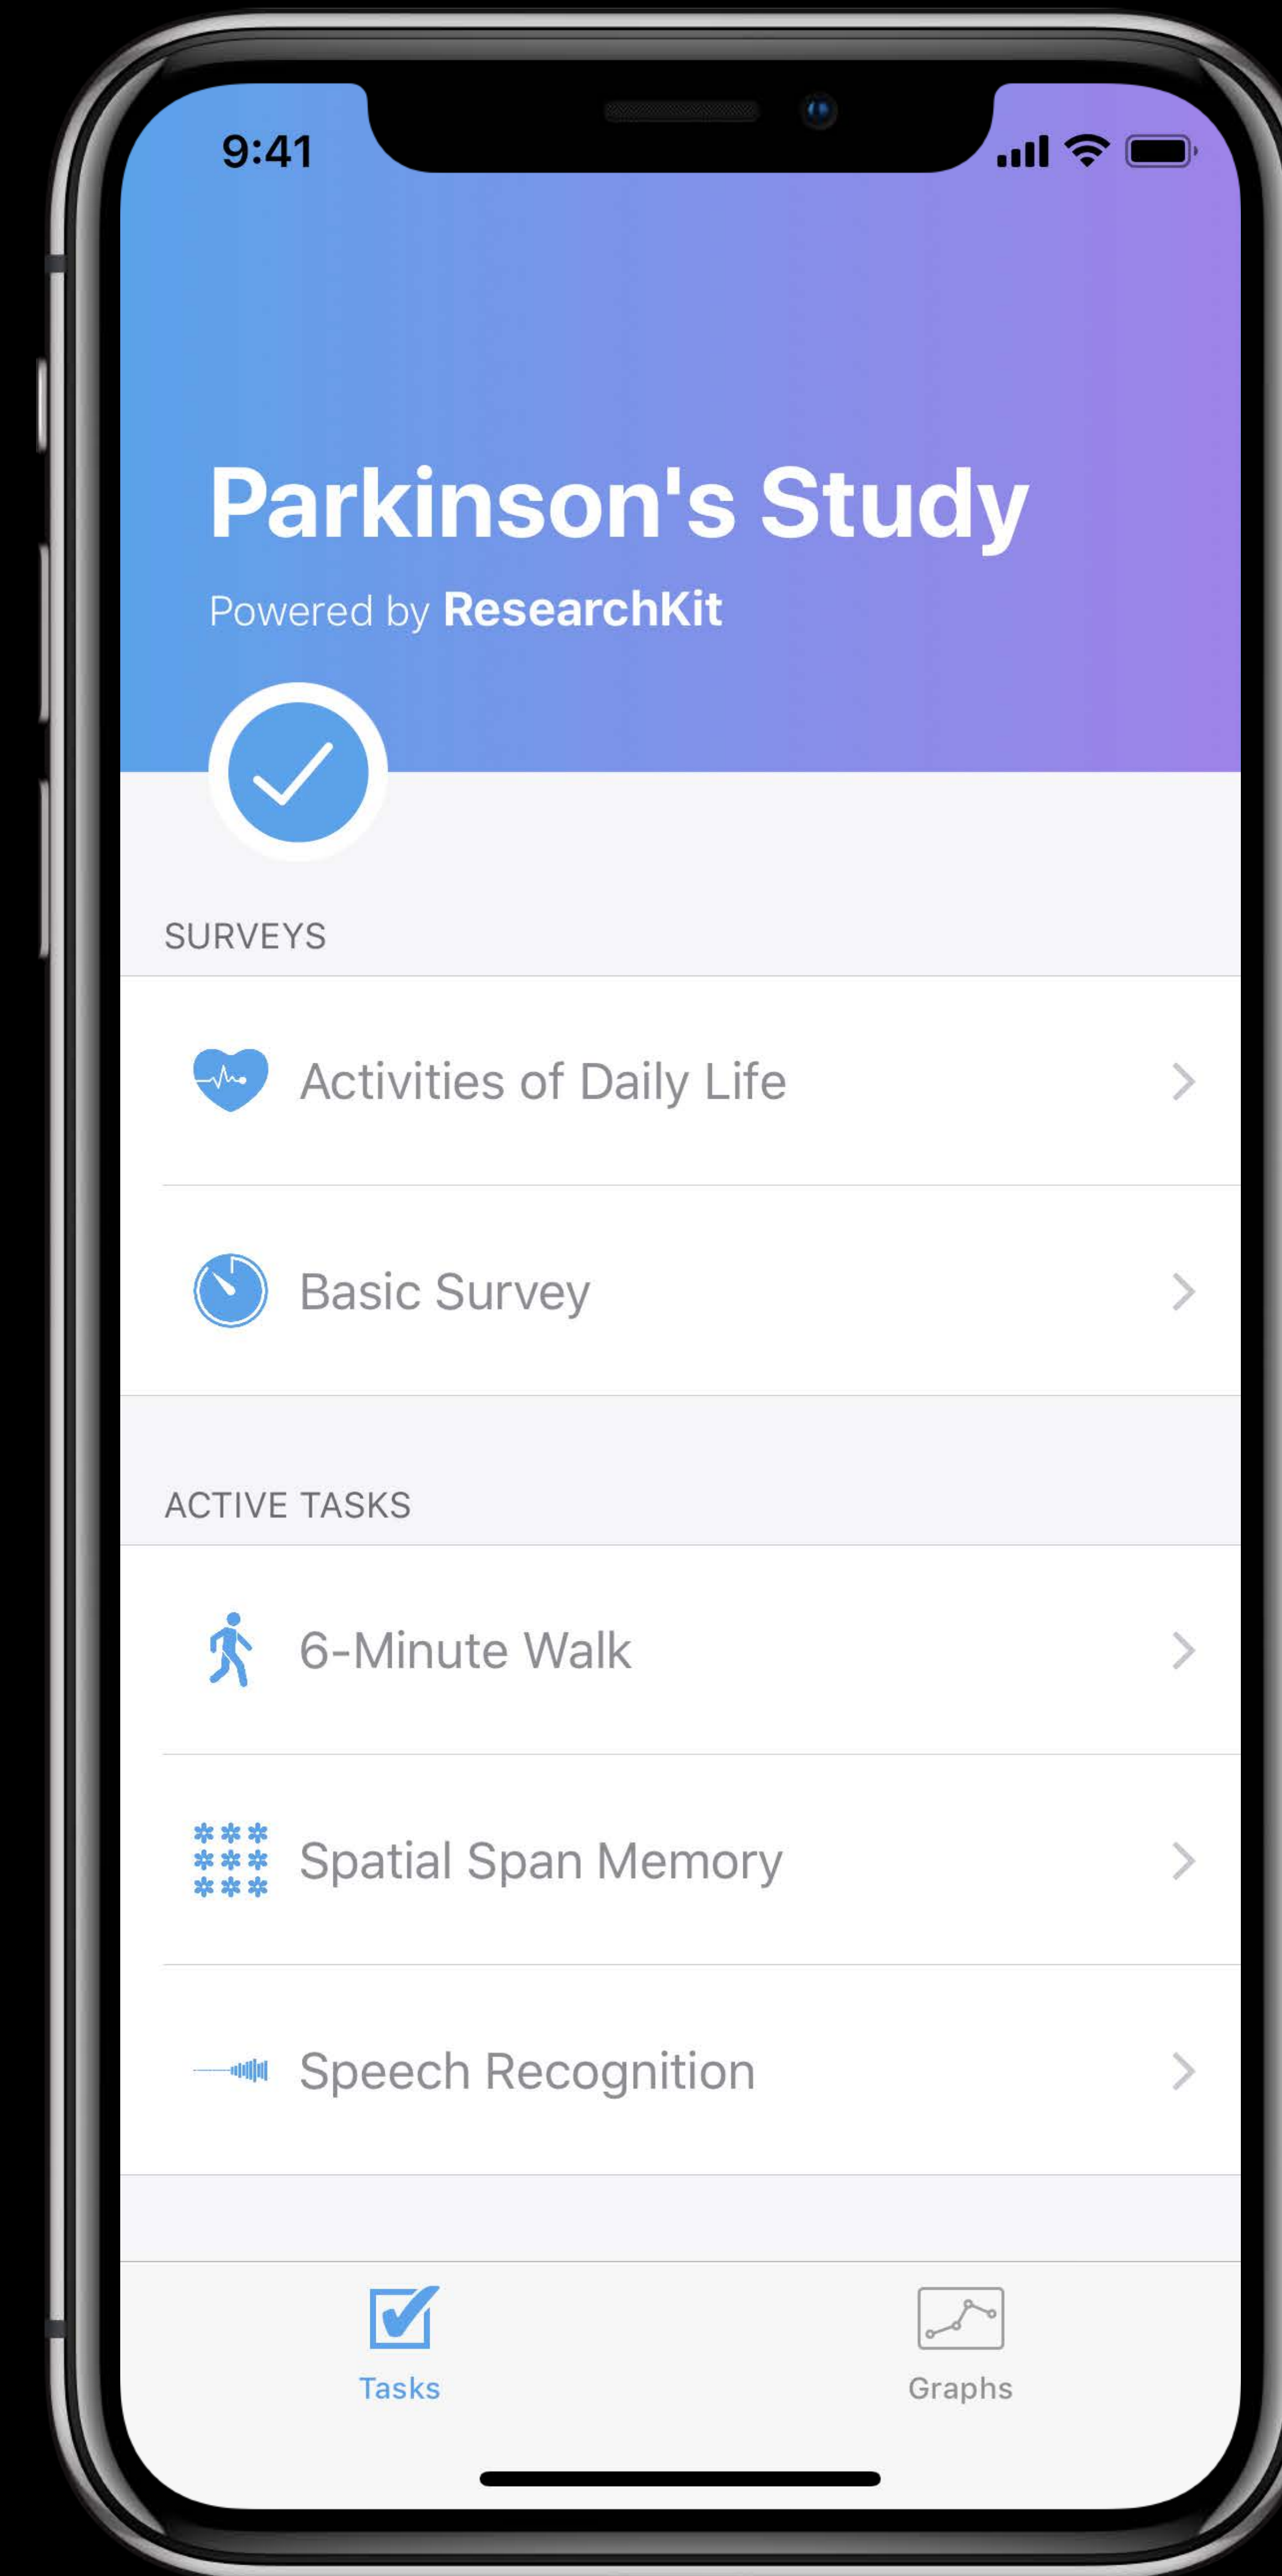 9:41
Parkinson's Study
Powered by ResearchKit
SURVEYS
Activities of Daily Life
Basic Survey
ACTIVE TASKS
6-Minute Walk
Spatial Span Memory
Speech Recognition
Tasks
Graphs